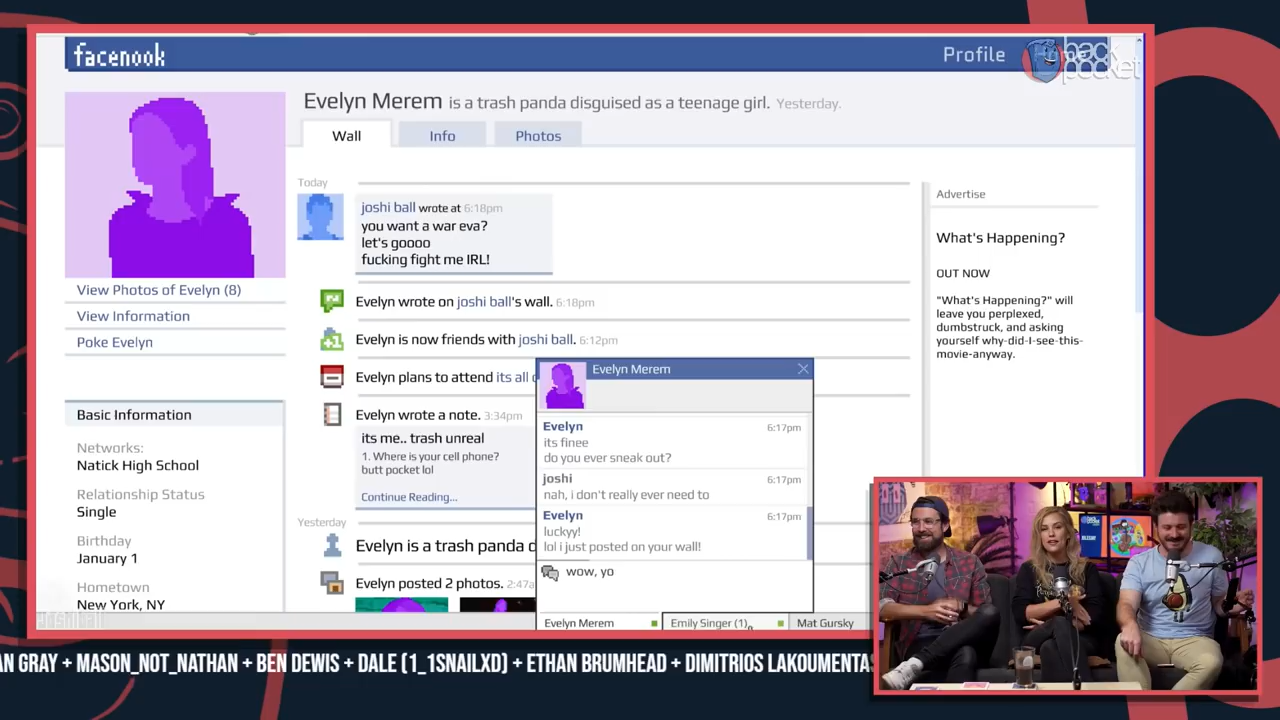 facenook
Profile
back
pocket
Evelyn Merem is a trash panda disguised as a teenage girl. Yesterday.
Wall
Info
Photos
Today
joshi ball wrote at 6:18pm
you want a war eva?
let's goooo
fucking fight me IRL!
Evelyn wrote on joshi ball's wall. 6:18pm
Evelyn is now friends with joshi ball. 6:12pm
Evelyn plans to attend its all
Evelyn wrote a note. 3:34pm
its me.. trash unreal
1. Where is your cell phone?
butt pocket lol
Continue Reading...
Yesterday
Evelyn is a trash panda
Evelyn posted 2 photos. 2:47a
View Photos of Evelyn (8)
View Information
Poke Evelyn
Basic Information
Networks:
Natick High School
Relationship Status
Single
Birthday
January 1
Hometown
New York, NY
Advertise
What's Happening?
OUT NOW
"What's Happening?" will
leave you perplexed,
dumbstruck, and asking
yourself why-did-I-see-this-
movie-anyway.
Evelyn Merem
Evelyn 6:17pm
its finee
do you ever sneak out?
joshi 6:17pm
nah, i don't really ever need to
Evelyn 6:17pm
luckyy!
lol i just posted on your wall!
wow, yo
Evelyn Merem
Emily Singer (1)
Mat Gursky
AN GRAY + MASON_NOT_NATHAN + BEN DEWIS + DALE (1_1SNAILXD) + ETHAN BRUMHEAD + DIMITRIOS LAKOUMENTAS